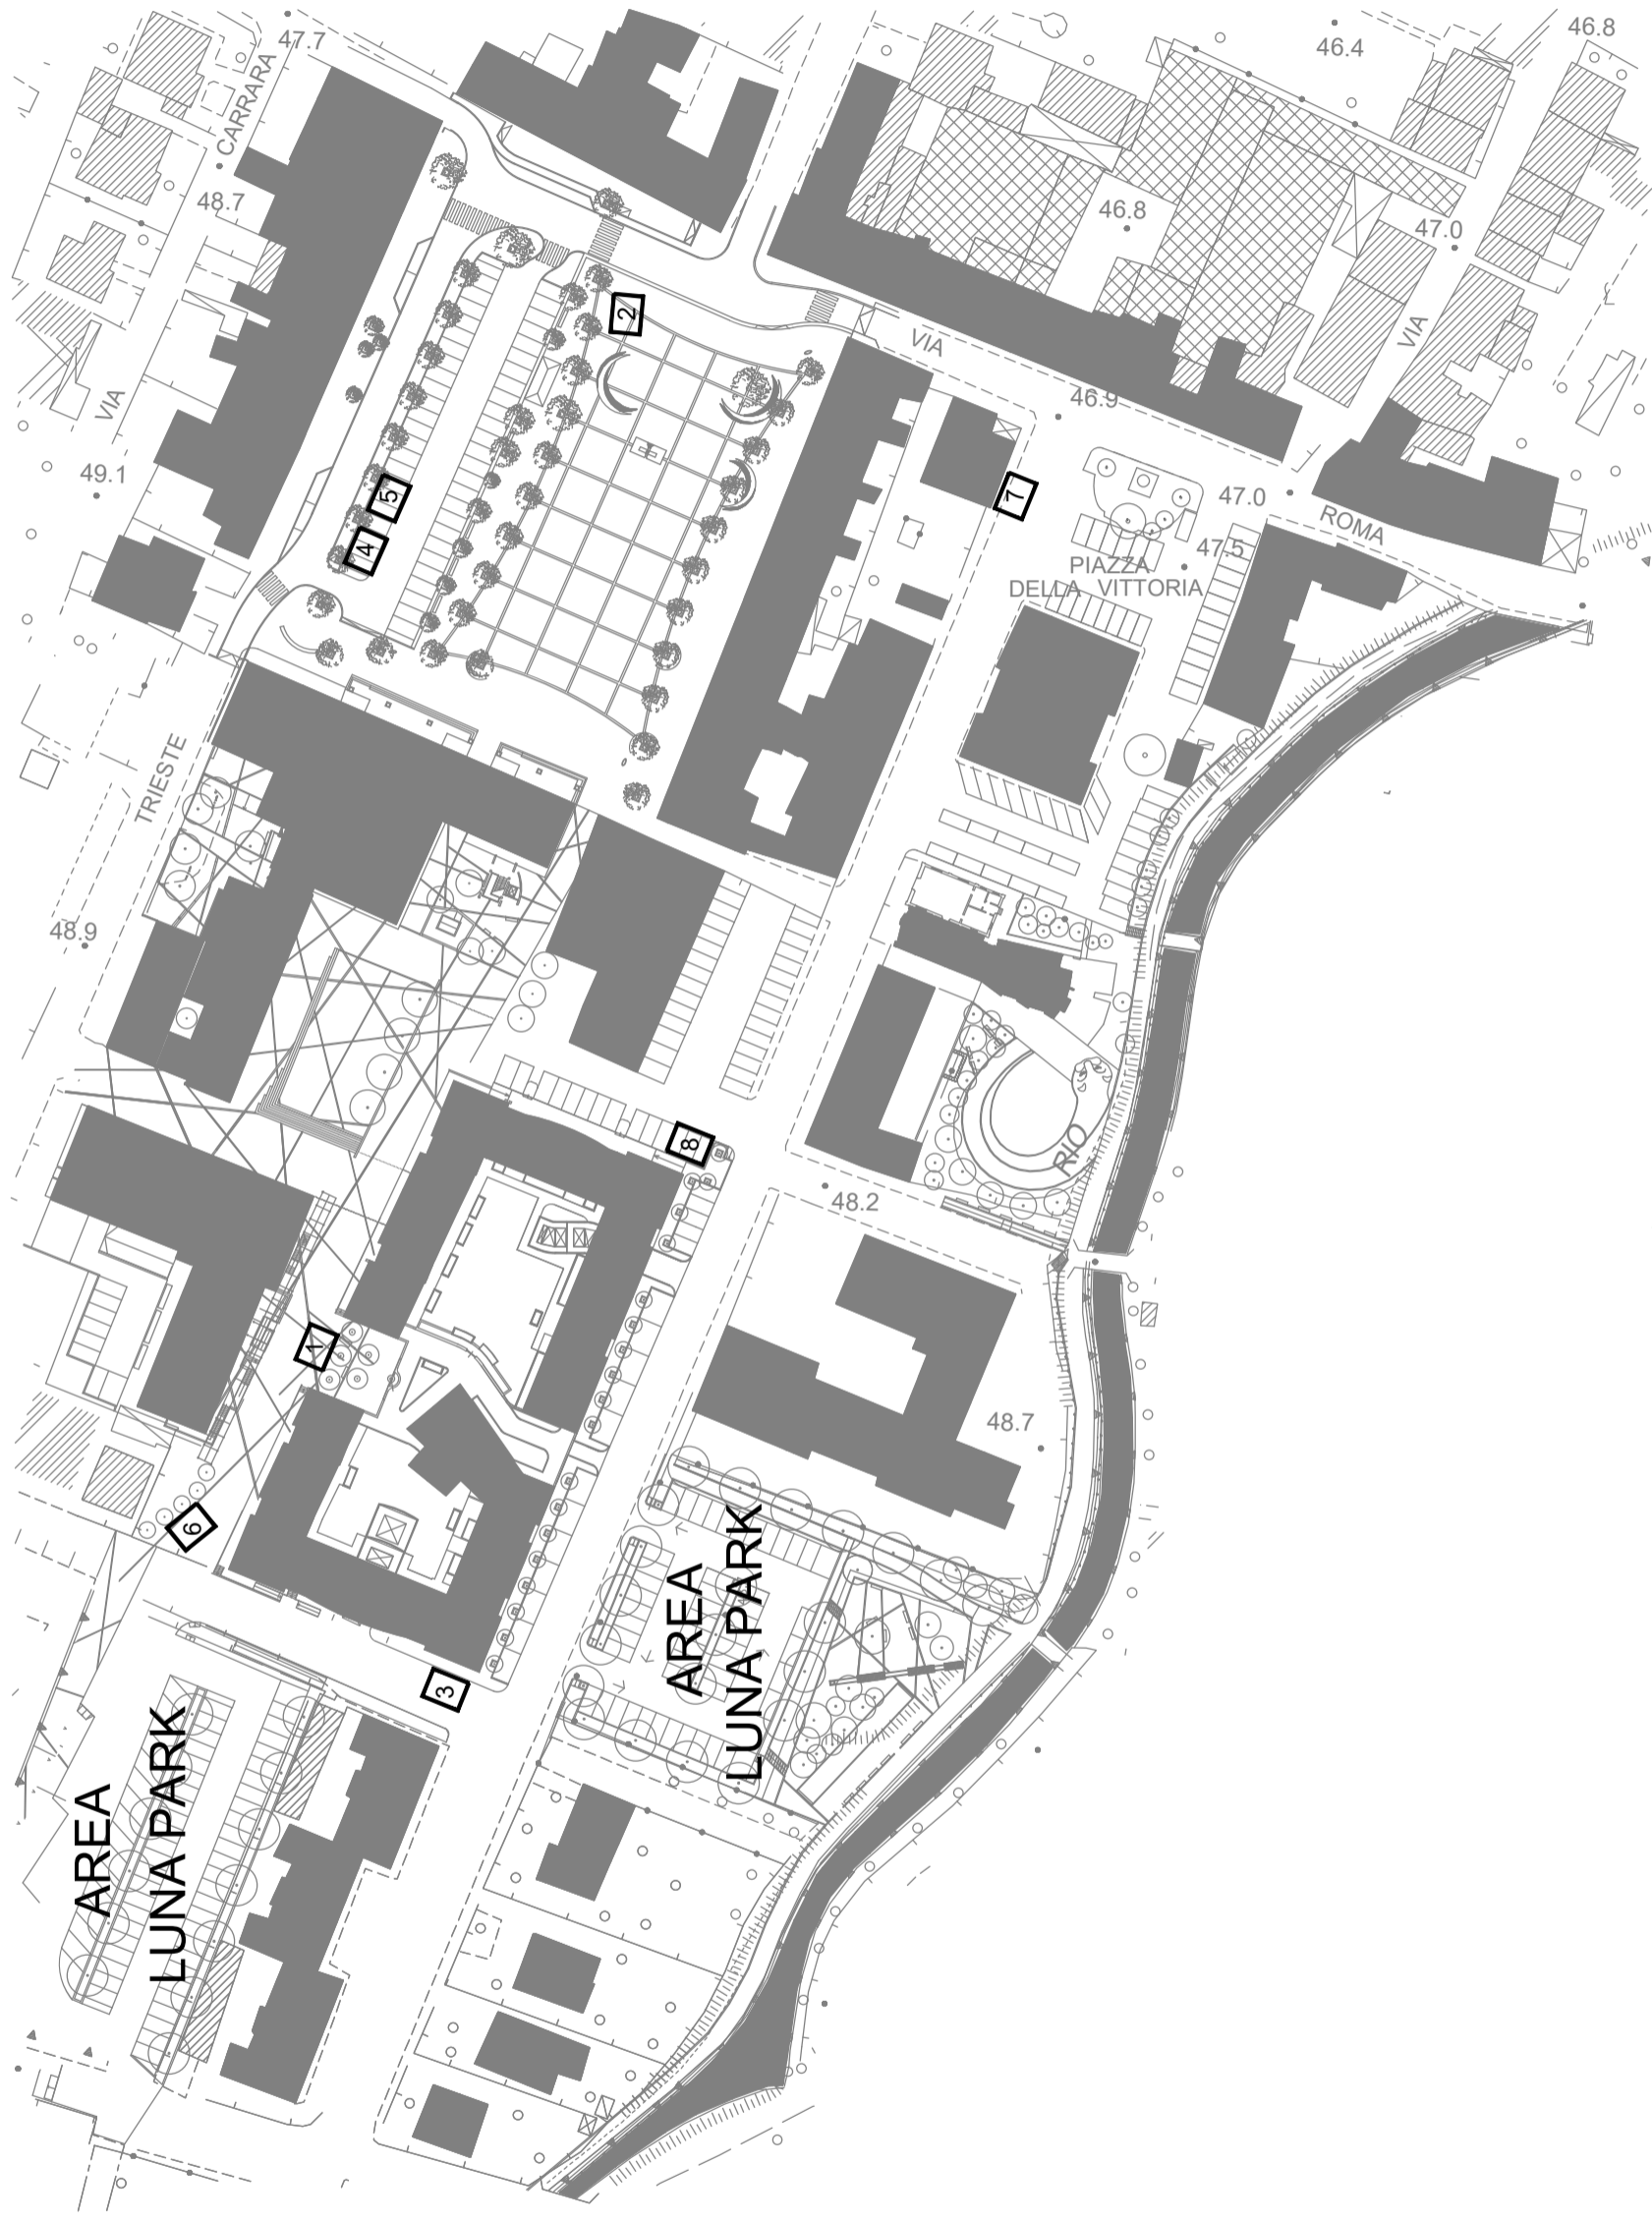 46.8
47.7
46.4
CARRARA
48.7
46.8
47.0
2
VIA
VIA
VIA
46.9
49.1
5
7
47.0
ROMA
4
47.5
PIAZZA
DELLA VITTORIA
TRIESTE
48.9
8
RIO
48.2
1
48.7
6
AREA
LUNA PARK
3
AREA
LUNA PARK